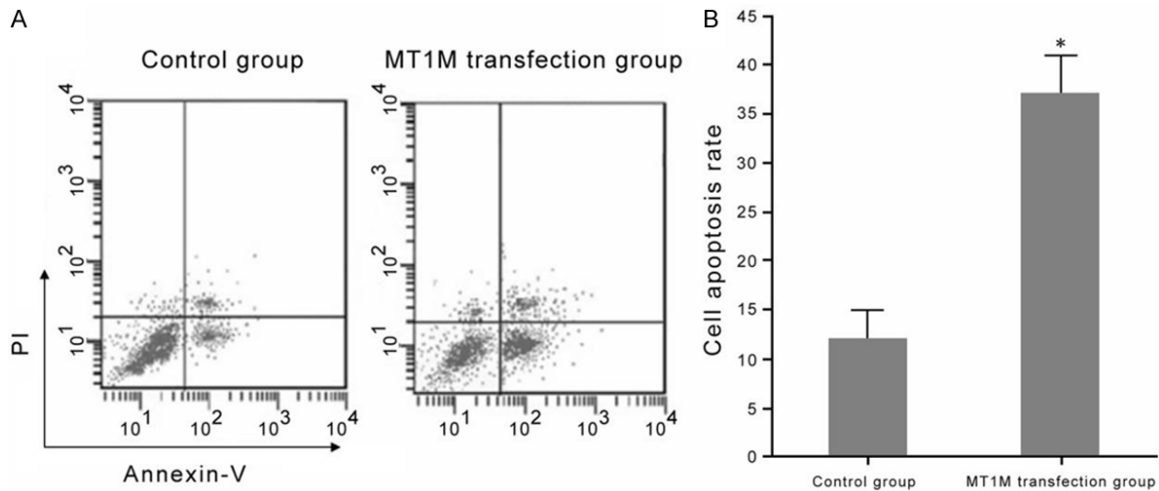 A
Control group
MT1M transfection group
10^4
10^3
10^2
10^1
PI
10^1 10^2 10^3 10^4
Annexin-V
10^4
10^3
10^2
10^1
10^1 10^2 10^3 10^4
B
Cell apoptosis rate
45
40
35
30
25
20
15
10
5
0
*
Control group
MT1M transfection group